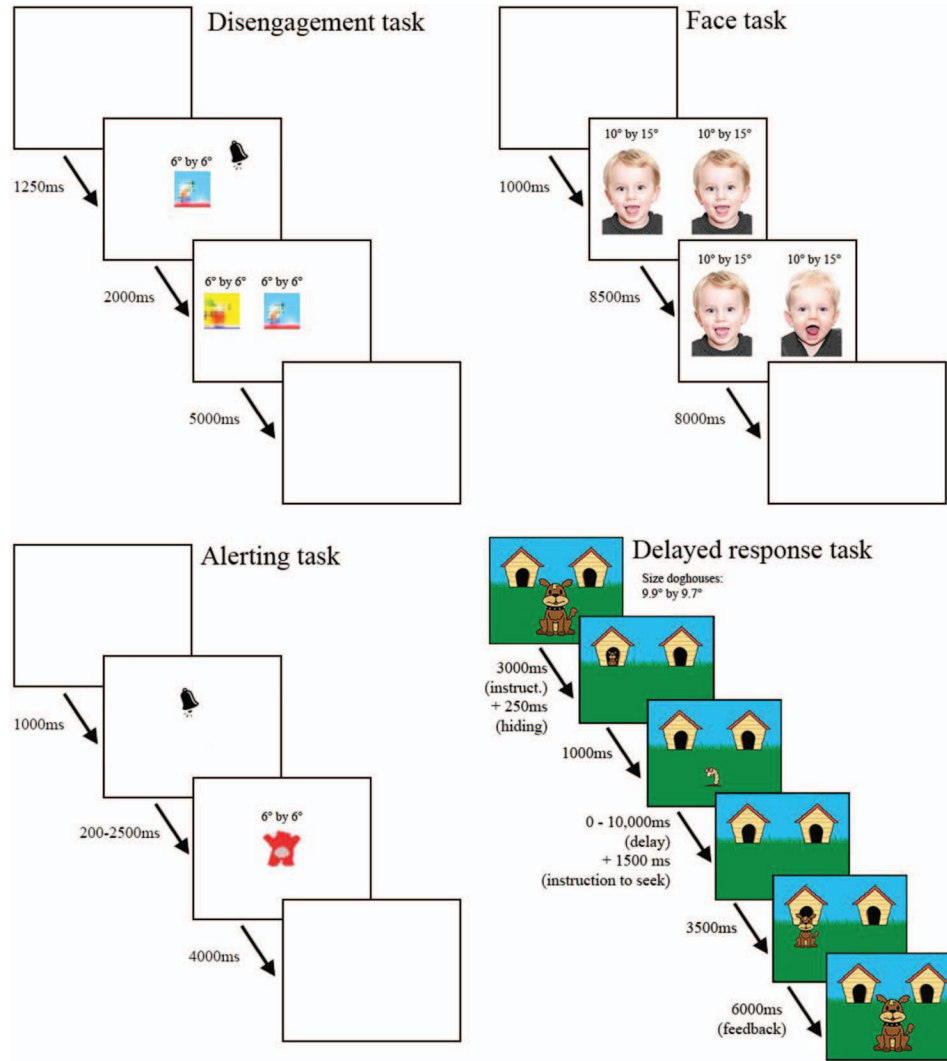 Disengagement task
6° by 6°
1250ms
6° by 6° 6° by 6°
2000ms
5000ms
Face task
10° by 15° 10° by 15°
1000ms
10° by 15° 10° by 15°
8500ms
8000ms
Alerting task
1000ms
6° by 6°
200-2500ms
4000ms
Delayed response task
Size doghouses:
9.9° by 9.7°
3000ms
(instruct.)
+ 250ms
(hiding)
1000ms
0 - 10,000ms
(delay)
+ 1500 ms
(instruction to seek)
3500ms
6000ms
(feedback)